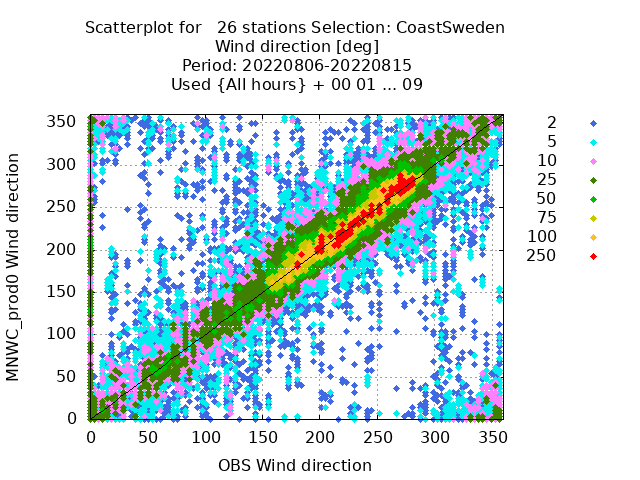 Scatterplot for 26 stations Selection: CoastSweden
Wind direction [deg]
Period: 20220806-20220815
Used {All hours} + 00 01 ... 09
MNWC_prod0 Wind direction
350
300
250
200
150
100
50
0
0 50 100 150 200 250 300 350
OBS Wind direction
2
5
10
25
50
75
100
250